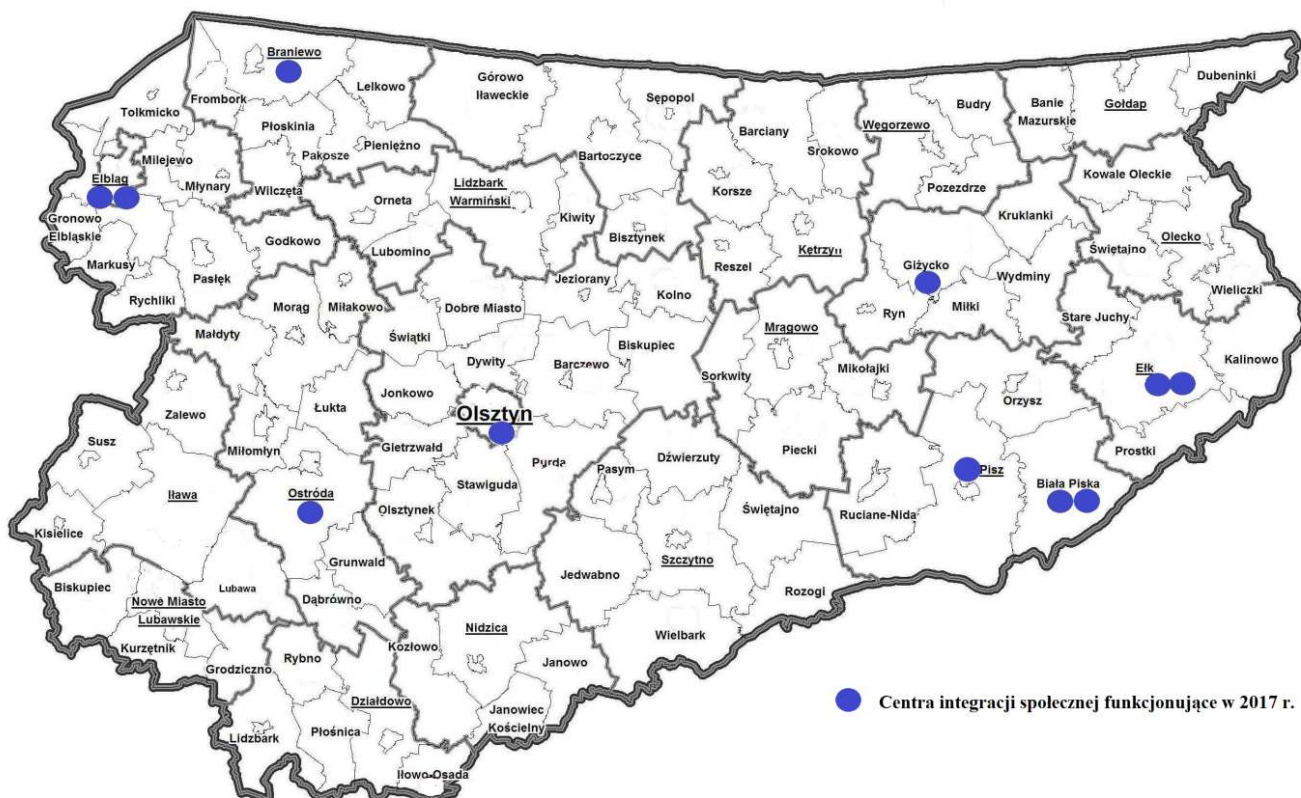 Braniewo
Lelkowo
Frombork
Tolkmicko
Płoskinia
Pieniężno
Pakosze
Milejewo
Młynary
Wilczęta
Elbląg
Gronowo
Elbląskie
Markusy
Pasłęk
Godkowo
Rychliki
Górowo
Iławeckie
Sępopol
Bartoczyce
Lidzbark
Warmiński
Orneta
Kiwity
Lubomino
Bisztynek
Barciany
Srokowo
Korsze
Kętrzyn
Reszel
Węgorzewo
Budry
Pozezdrze
Banie
Mazurskie
Gołdap
Dubeninki
Kowale Oleckie
Kruklanki
Świętajno
Olecko
Wieliczki
Giżycko
Wydminy
Ryn
Miłki
Stare Juchy
Ełk
Kalinowo
Prostki
Morąg
Miłakowo
Małdyty
Zalewo
Łukta
Miłomłyn
Ostróda
Grunwald
Dąbrówno
Świątki
Dobre Miasto
Jeziorany
Kolno
Dywity
Barczewo
Biskupiec
Jonkowo
Olsztyn
Gietrzwałd
Stawiguda
Purda
Olsztynek
Mrągowo
Sorkwity
Mikołajki
Piecki
Orzysz
Ruciane-Nida
Pisz
Biała Piska
Pasym
Dźwierzuty
Świętajno
Szczytno
Jedwabno
Rozogi
Wielbark
Susz
Iława
Kisielice
Lubawa
Biskupiec
Nowe Miasto
Lubawskie
Kurzętnik
Grodziczno
Rybno
Działdowo
Lidzbark
Płośnica
Iłowo-Osada
Kozłowo
Nidzica
Janowo
Janowiec
Kościelny
Centra integracji społecznej funkcjonujące w 2017 r.